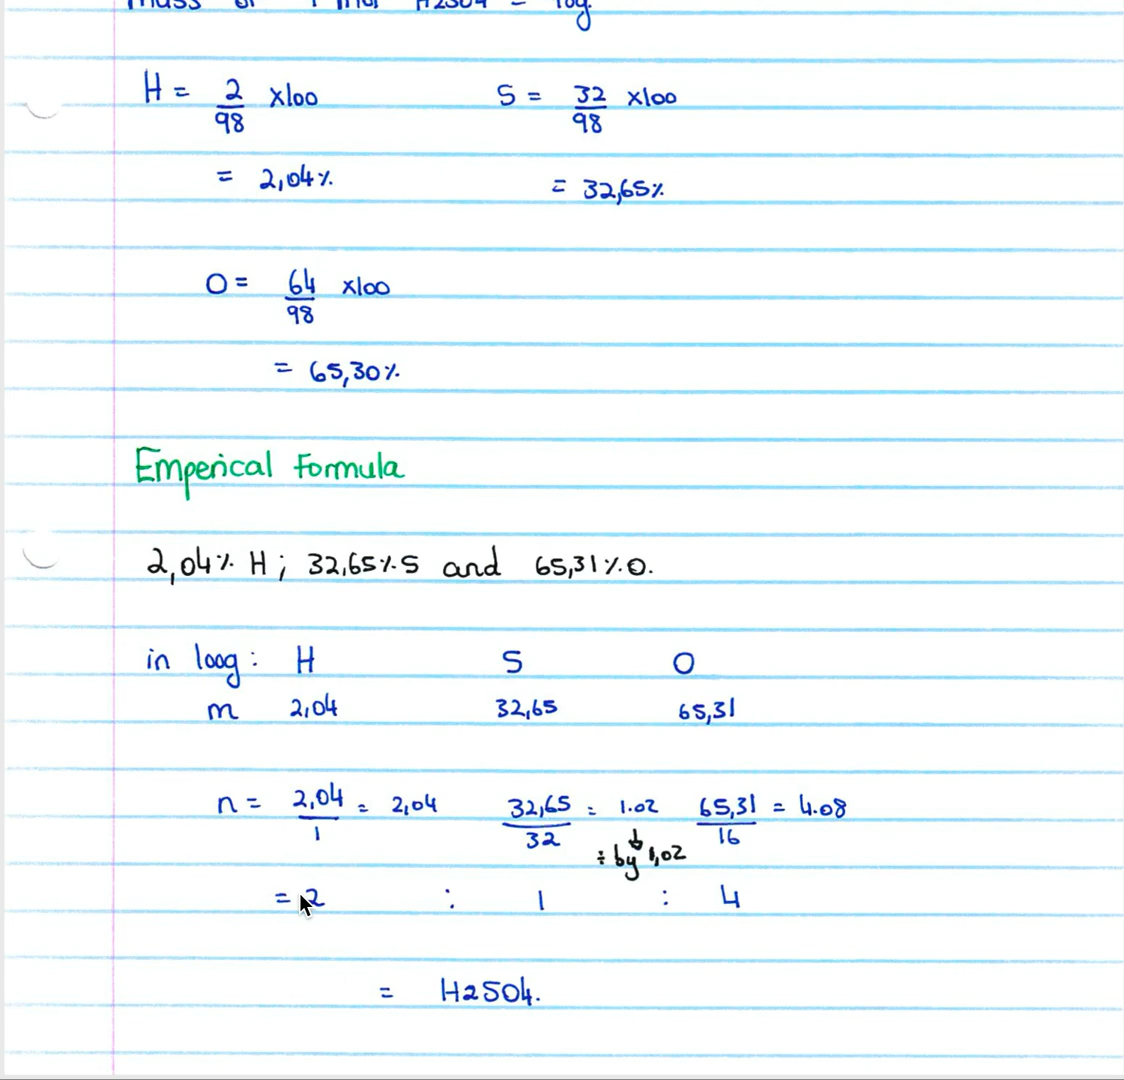 H = 2/98 x100 S = 32/98 x100
= 2,04% = 32,65%
O = 64/98 x100
= 65,30%
Emperical Formula
2,04% H ; 32,65% S and 65,31% O.
in 100g : H S O
m 2,04 32,65 65,31
n = 2,04/1 = 2,04 32,65/32 = 1.02 65,31/16 = 4.08
÷ by 1,02
= 2 : 1 : 4
= H2SO4.